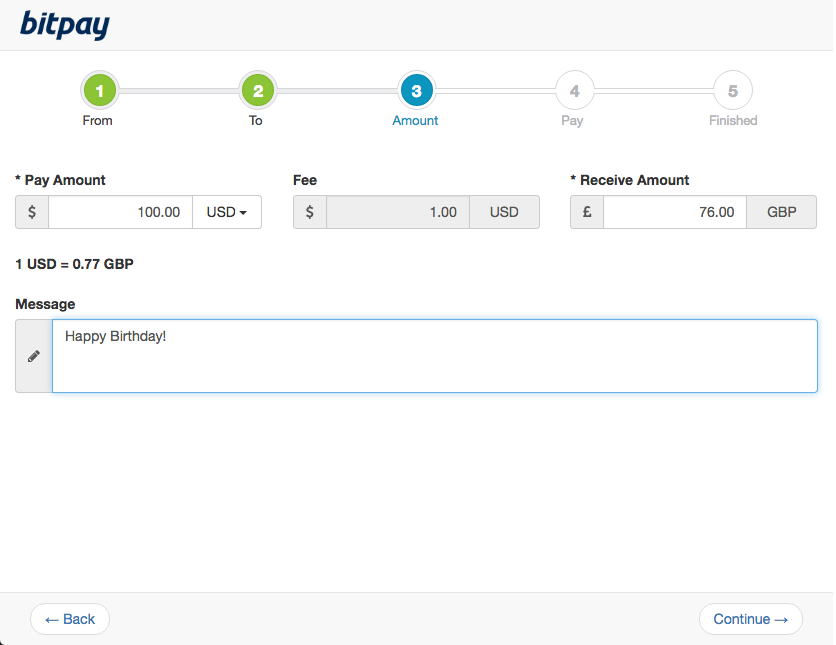 bitpay
1 2 3 4 5
From To Amount Pay Finished
* Pay Amount Fee * Receive Amount
$ 100.00 USD $ 1.00 USD £ 76.00 GBP
1 USD = 0.77 GBP
Message
Happy Birthday!
← Back Continue →